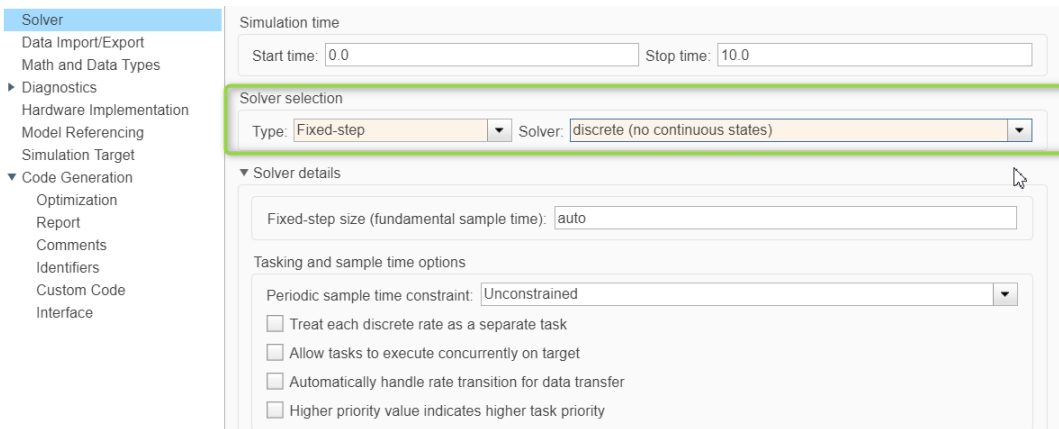 Solver
Data Import/Export
Math and Data Types
Diagnostics
Hardware Implementation
Model Referencing
Simulation Target
Code Generation
Optimization
Report
Comments
Identifiers
Custom Code
Interface
Simulation time
Start time: 0.0 Stop time: 10.0
Solver selection
Type: Fixed-step Solver: discrete (no continuous states)
Solver details
Fixed-step size (fundamental sample time): auto
Tasking and sample time options
Periodic sample time constraint: Unconstrained
Treat each discrete rate as a separate task
Allow tasks to execute concurrently on target
Automatically handle rate transition for data transfer
Higher priority value indicates higher task priority